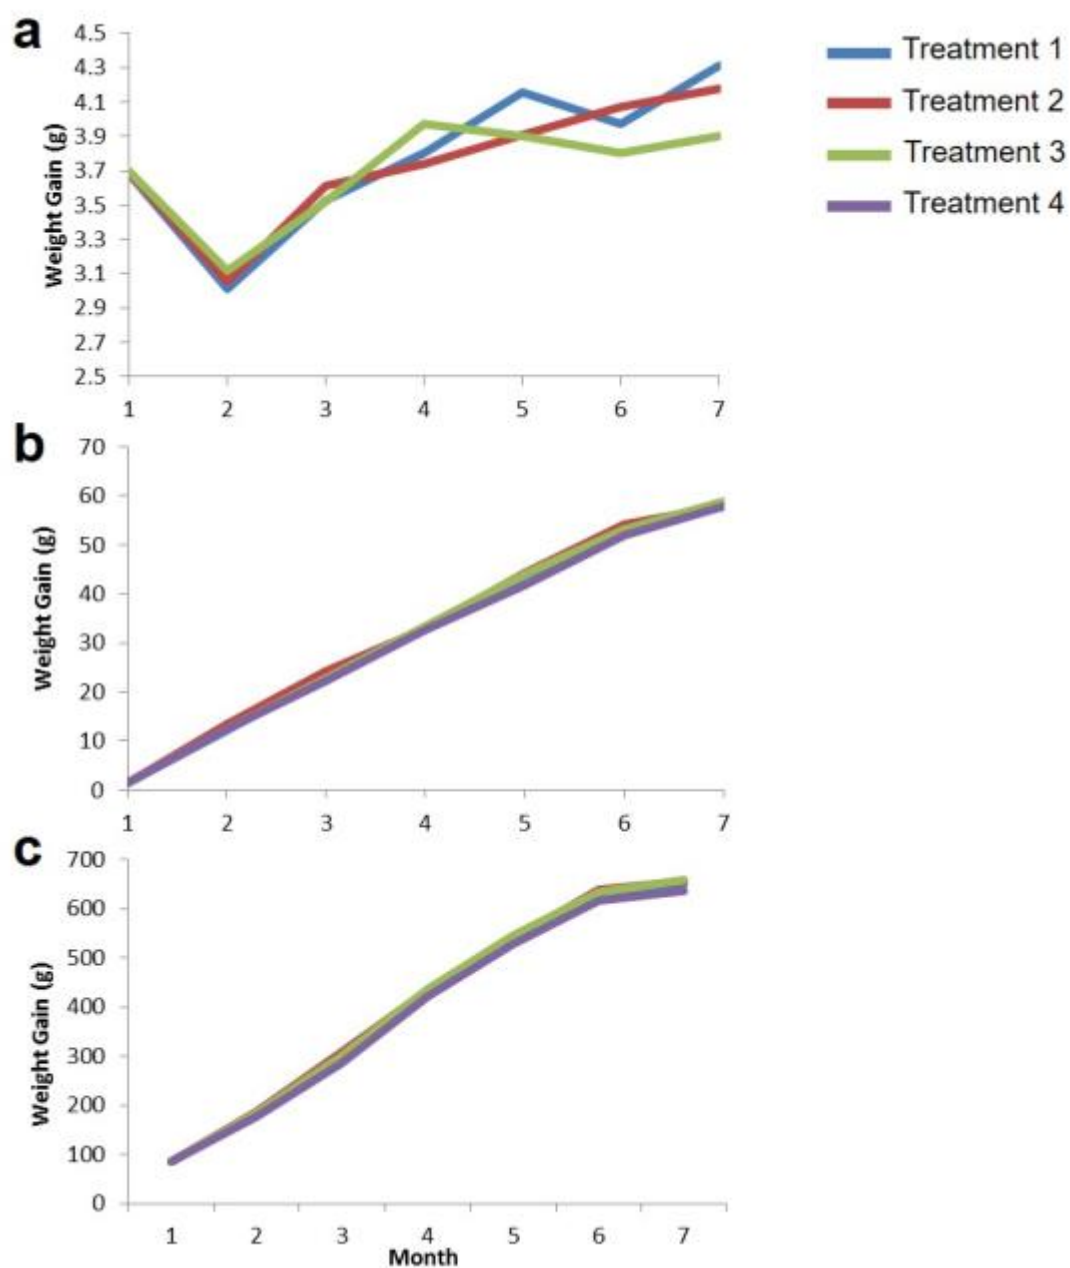 a
Weight Gain (g)
4.5
4.3
4.1
3.9
3.7
3.5
3.3
3.1
2.9
2.7
2.5
1 2 3 4 5 6 7
Treatment 1
Treatment 2
Treatment 3
Treatment 4
b
Weight Gain (g)
70
60
50
40
30
20
10
0
1 2 3 4 5 6 7
c
Weight Gain (g)
700
600
500
400
300
200
100
0
1 2 3 4 5 6 7
Month